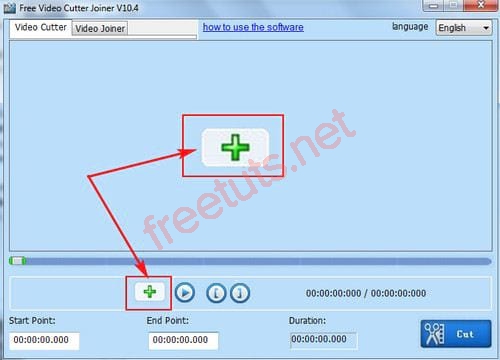 Free Video Cutter Joiner V10.4
Video Cutter
Video Joiner
how to use the software
language
English
freetuts.net
00:00:00:000 / 00:00:00:000
Start Point:
End Point:
Duration:
00:00:00.000
00:00:00.000
00:00:00.000
Cut